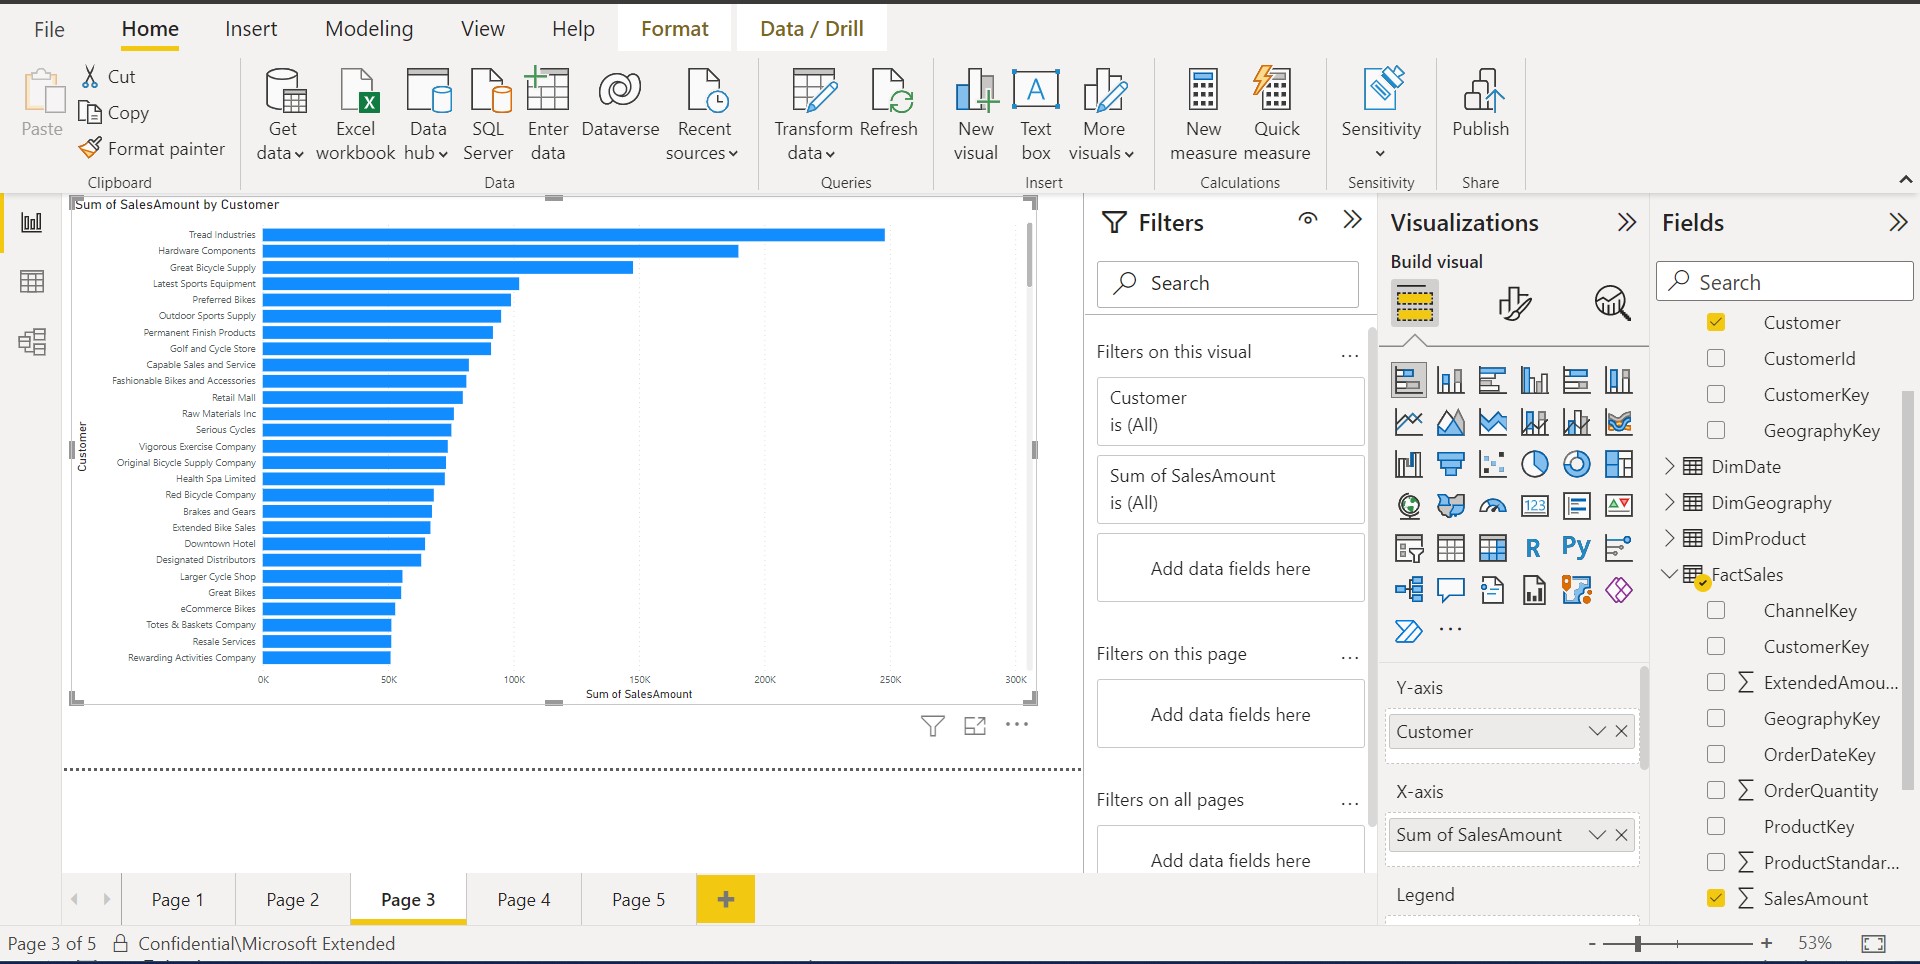 File Home Insert Modeling View Help Format Data / Drill
Paste
Cut
Copy
Format painter
Clipboard
Get data
Excel workbook
Data hub
SQL Server
Enter data
Dataverse
Recent sources
Data
Transform data
Refresh
Queries
New visual
Text box
More visuals
Insert
New measure
Quick measure
Calculations
Sensitivity
Sensitivity
Publish
Share
Sum of SalesAmount by Customer
Customer
Tread Industries
Hardware Components
Great Bicycle Supply
Latest Sports Equipment
Preferred Bikes
Outdoor Sports Supply
Permanent Finish Products
Golf and Cycle Store
Capable Sales and Service
Fashionable Bikes and Accessories
Retail Mall
Raw Materials Inc
Serious Cycles
Vigorous Exercise Company
Original Bicycle Supply Company
Health Spa Limited
Red Bicycle Company
Brakes and Gears
Extended Bike Sales
Downtown Hotel
Designated Distributors
Larger Cycle Shop
Great Bikes
eCommerce Bikes
Totes & Baskets Company
Resale Services
Rewarding Activities Company
0K 50K 100K 150K 200K 250K 300K
Sum of SalesAmount
Filters
Search
Filters on this visual ...
Customer
is (All)
Sum of SalesAmount
is (All)
Add data fields here
Filters on this page ...
Add data fields here
Filters on all pages ...
Add data fields here
Visualizations
Build visual
123
R Py
...
Y-axis
Customer
X-axis
Sum of SalesAmount
Legend
Fields
Search
Customer
CustomerId
CustomerKey
GeographyKey
DimDate
DimGeography
DimProduct
FactSales
ChannelKey
CustomerKey
∑ ExtendedAmou...
GeographyKey
OrderDateKey
∑ OrderQuantity
ProductKey
∑ ProductStandar...
∑ SalesAmount
Page 1 Page 2 Page 3 Page 4 Page 5 +
Page 3 of 5 Confidential\Microsoft Extended
- + 53%